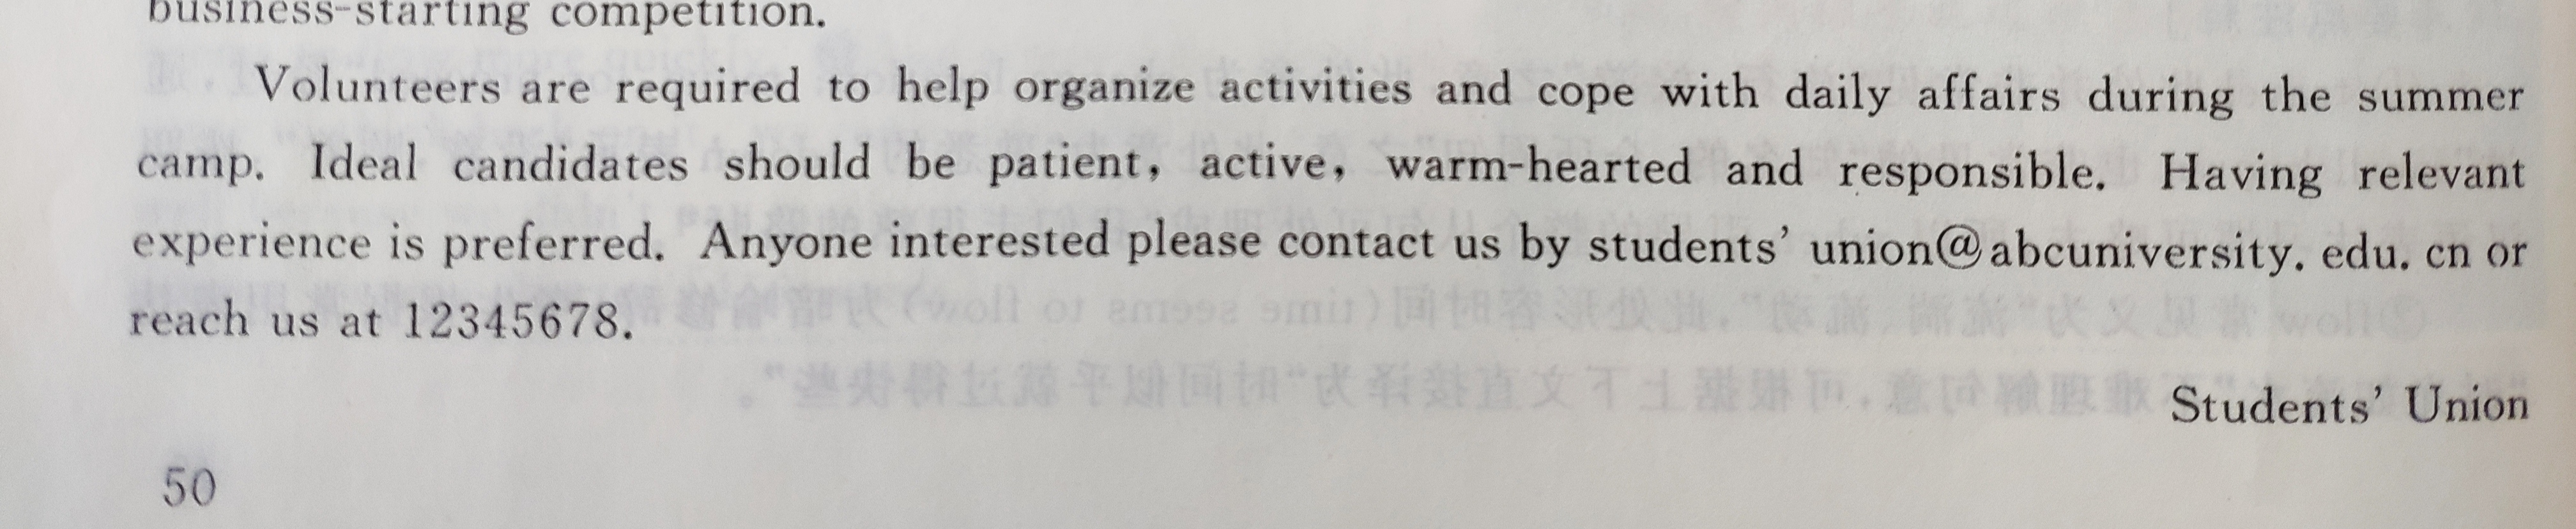 business-starting competition.
Volunteers are required to help organize activities and cope with daily affairs during the summer
camp. Ideal candidates should be patient, active, warm-hearted and responsible. Having relevant
experience is preferred. Anyone interested please contact us by students' union@abcuniversity. edu. cn or
reach us at 12345678.
Students' Union
50